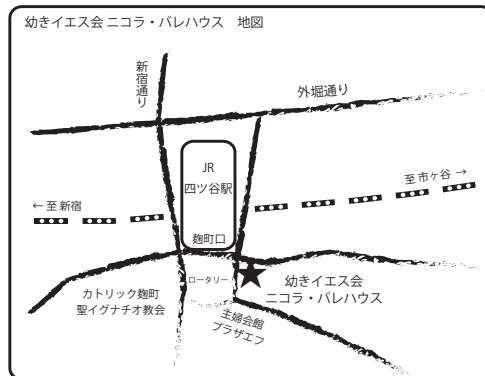 幼きイエス会 ニコラ・バレハウス 地図
新宿通り
外堀通り
JR
四ツ谷駅
至 市ヶ谷 →
← 至 新宿
麹町口
ロータリー
幼きイエス会
ニコラ・バレハウス
カトリック麹町
聖イグナチオ教会
主婦会館
プラザエフ